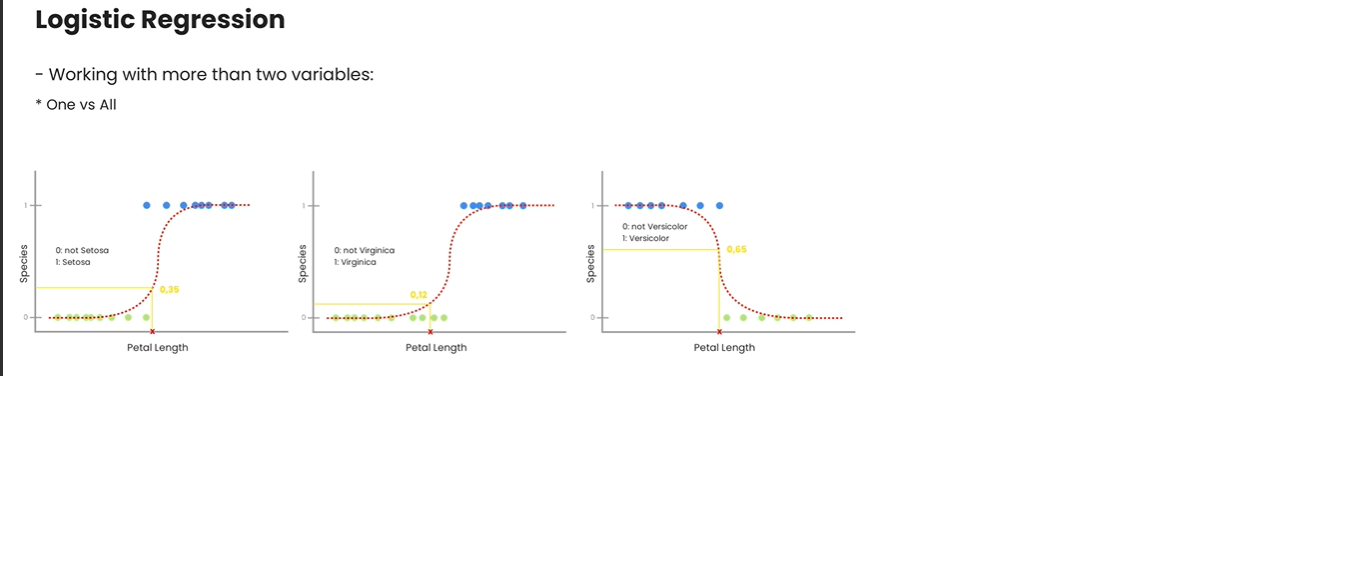 Logistic Regression
- Working with more than two variables:
* One vs All
1
0: not Setosa
1: Setosa
Species
0,35
0
Petal Length
1
0: not Virginica
1: Virginica
Species
0,12
0
Petal Length
1
0: not Versicolor
1: Versicolor
Species
0,65
0
Petal Length